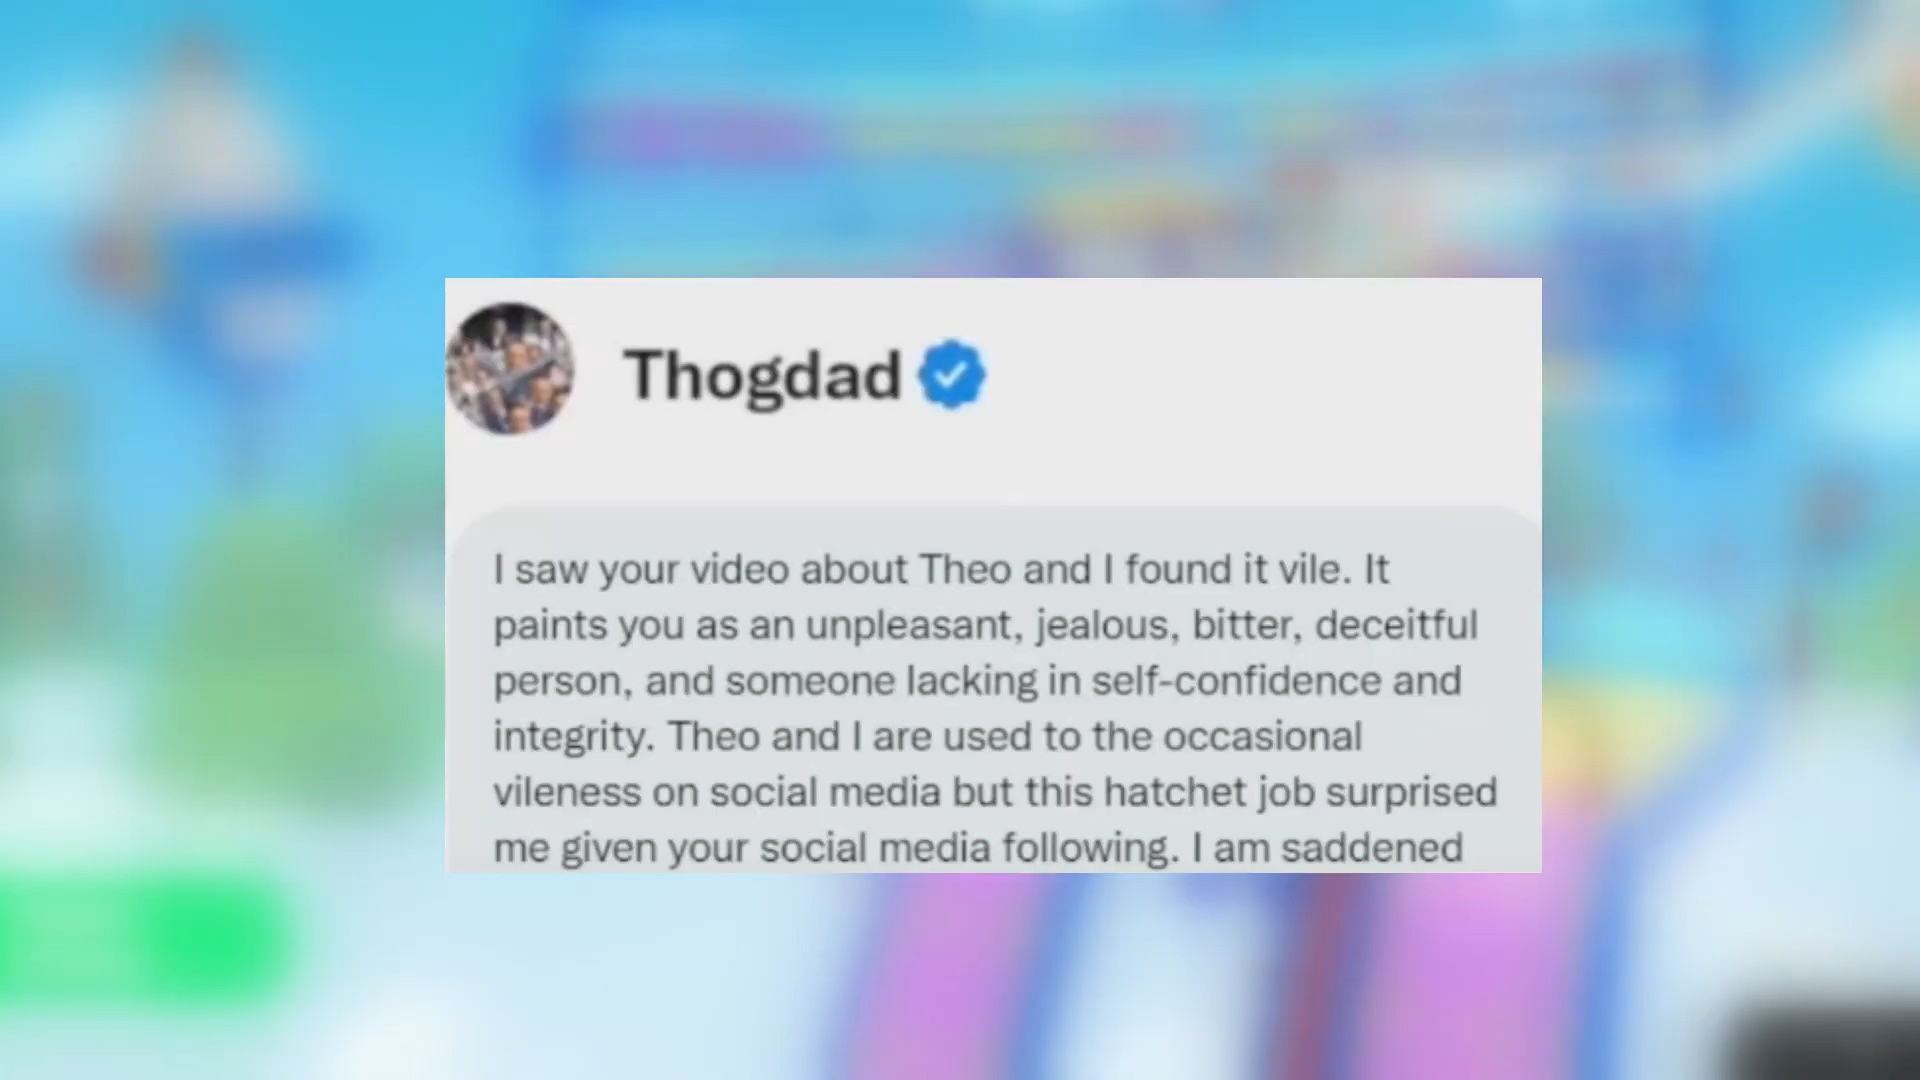 Thogdad
I saw your video about Theo and I found it vile. It
paints you as an unpleasant, jealous, bitter, deceitful
person, and someone lacking in self-confidence and
integrity. Theo and I are used to the occasional
vileness on social media but this hatchet job surprised
me given your social media following. I am saddened